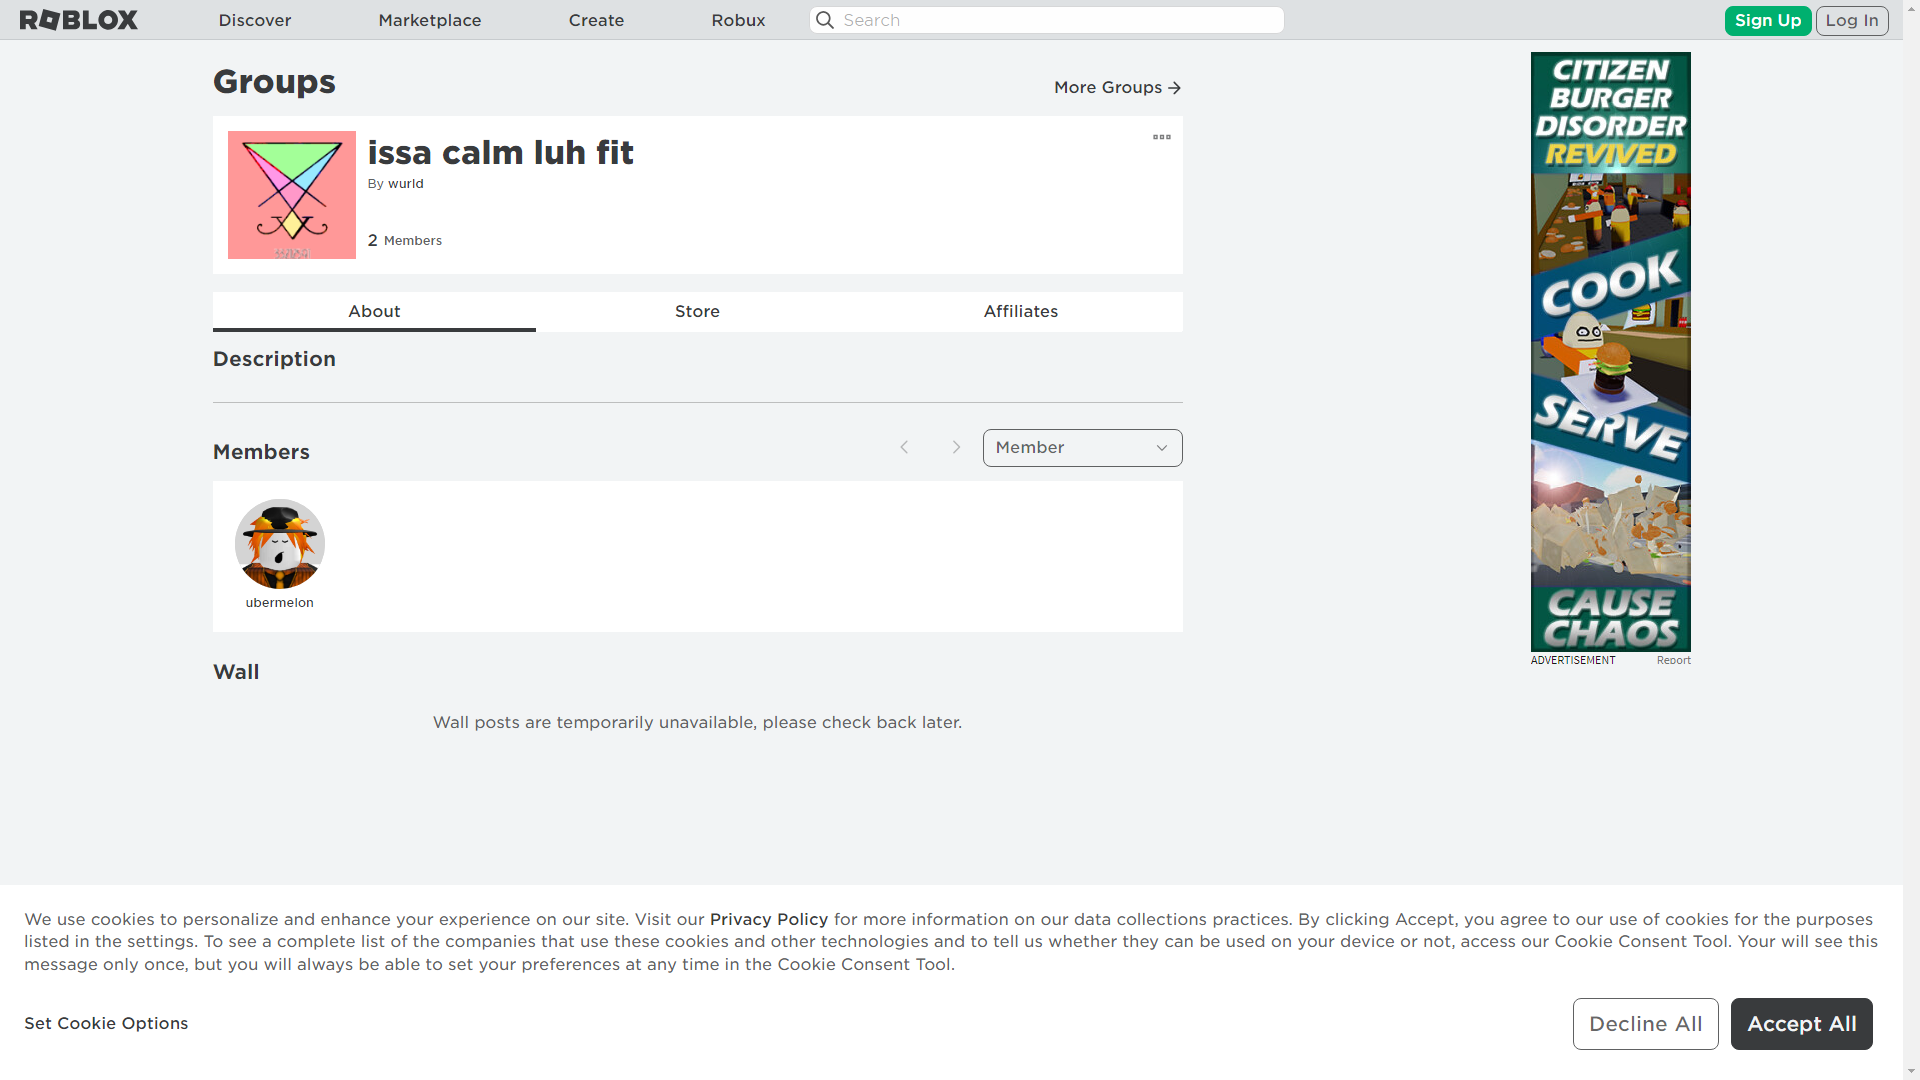 ROBLOX
Discover
Marketplace
Create
Robux
Search
Sign Up
Log In
Groups
More Groups
issa calm luh fit
By wurld
2 Members
About
Store
Affiliates
Description
Members
Member
ubermelon
Wall
Wall posts are temporarily unavailable, please check back later.
CITIZEN
BURGER
DISORDER
REVIVED
COOK
SERVE
CAUSE
CHAOS
ADVERTISEMENT
Report
We use cookies to personalize and enhance your experience on our site. Visit our Privacy Policy for more information on our data collections practices. By clicking Accept, you agree to our use of cookies for the purposes
listed in the settings. To see a complete list of the companies that use these cookies and other technologies and to tell us whether they can be used on your device or not, access our Cookie Consent Tool. Your will see this
message only once, but you will always be able to set your preferences at any time in the Cookie Consent Tool.
Set Cookie Options
Decline All
Accept All